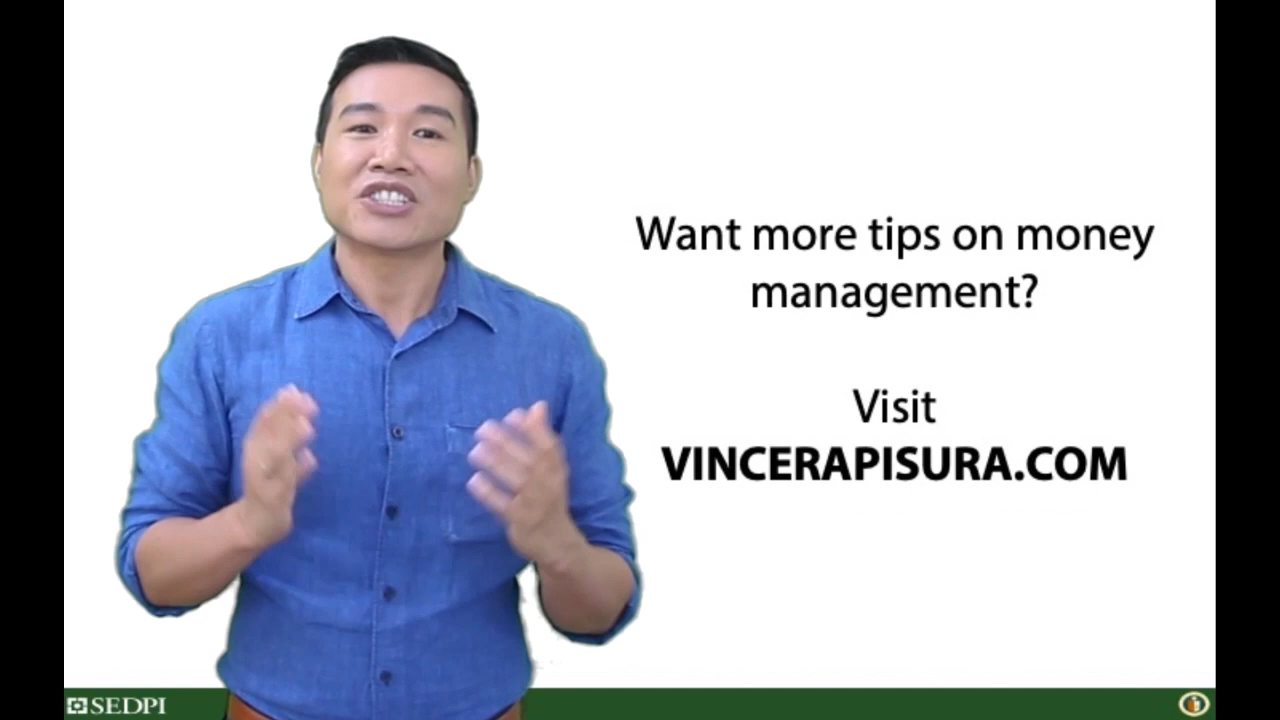 Want more tips on money
management?
Visit
VINCERAPISURA.COM
SEDPI